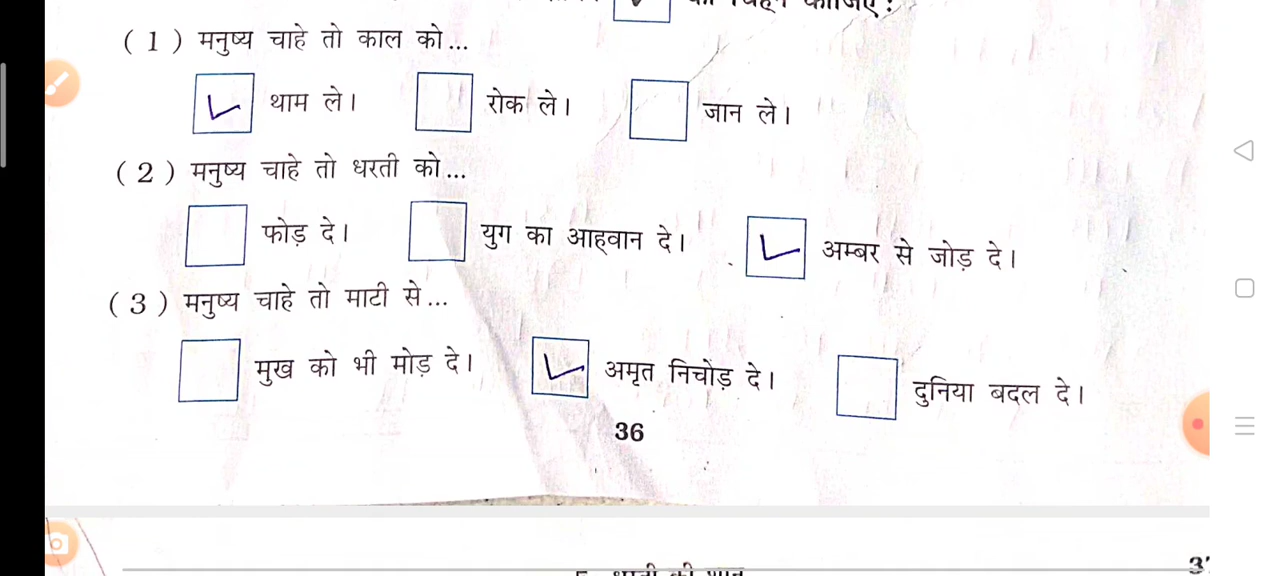 ( 1 ) मनुष्य चाहे तो काल को...
थाम ले। रोक ले। जान ले।
( 2 ) मनुष्य चाहे तो धरती को...
फोड़ दे। युग का आह्वान दे। अम्बर से जोड़ दे।
( 3 ) मनुष्य चाहे तो माटी से...
मुख को भी मोड़ दे। अमृत निचोड़ दे। दुनिया बदल दे।
36